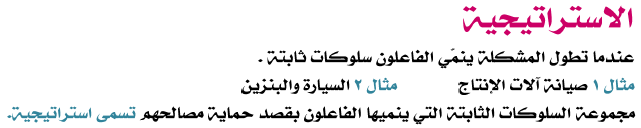 الاستراتيجية
عندما تطول المشكلة ينمّي الفاعلون سلوكات ثابتة .
مثال ١ صيانة آلات الإنتاج مثال ٢ السيارة والبنزين
مجموعة السلوكات الثابتة التي ينميها الفاعلون بقصد حماية مصالحهم تسمى استراتيجية.